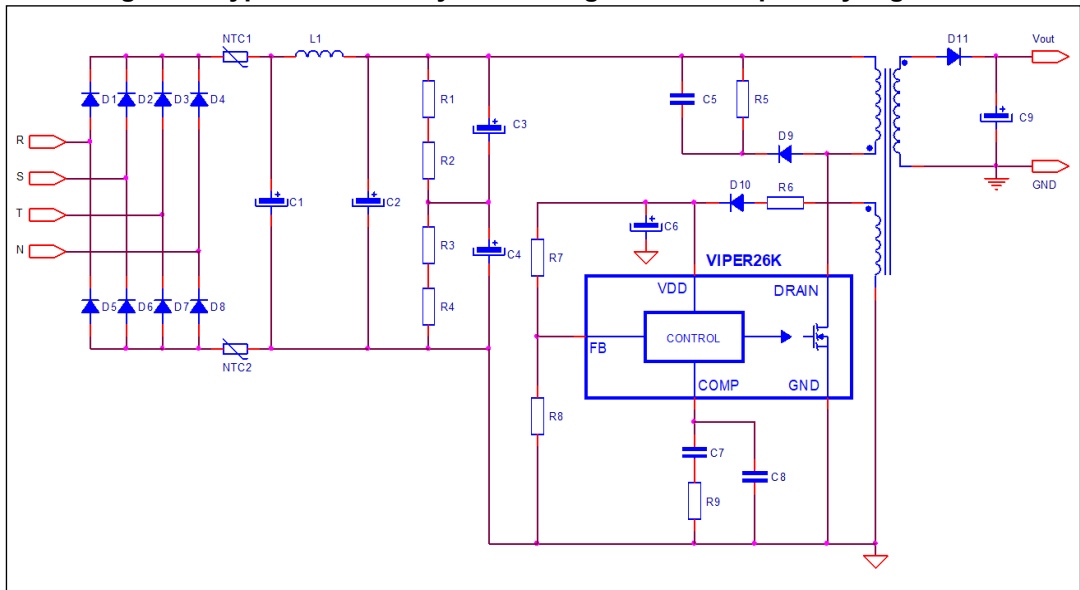 NTC1
L1
D11
Vout
D1
D2
D3
D4
R1
C5
R5
C3
C9
R
D9
R2
S
GND
D10
R6
T
C1
C2
C6
N
R3
C4
R7
VIPER26K
VDD
DRAIN
D5
D6
D7
D8
R4
CONTROL
FB
NTC2
COMP
GND
R8
C7
C8
R9